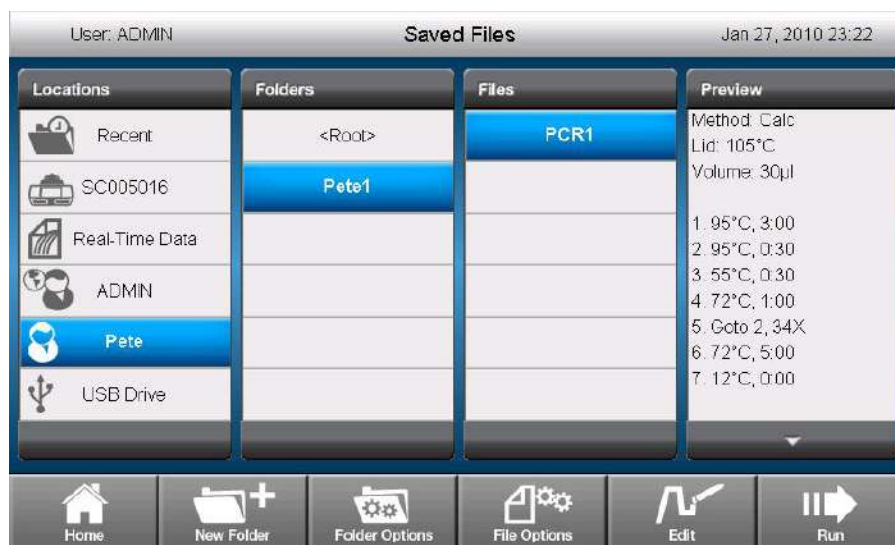 User: ADMIN
Saved Files
Jan 27, 2010 23:22
Locations
Recent
SC005016
Real-Time Data
ADMIN
Pete
USB Drive
Folders
<Root>
Pete1
Files
PCR1
Preview
Method: Calc
Lid: 105°C
Volume: 30µl
1. 95°C, 3:00
2. 95°C, 0:30
3. 55°C, 0:30
4. 72°C, 1:00
5. Goto 2, 34X
6. 72°C, 5:00
7. 12°C, 0:00
Home
New Folder
Folder Options
File Options
Edit
Run